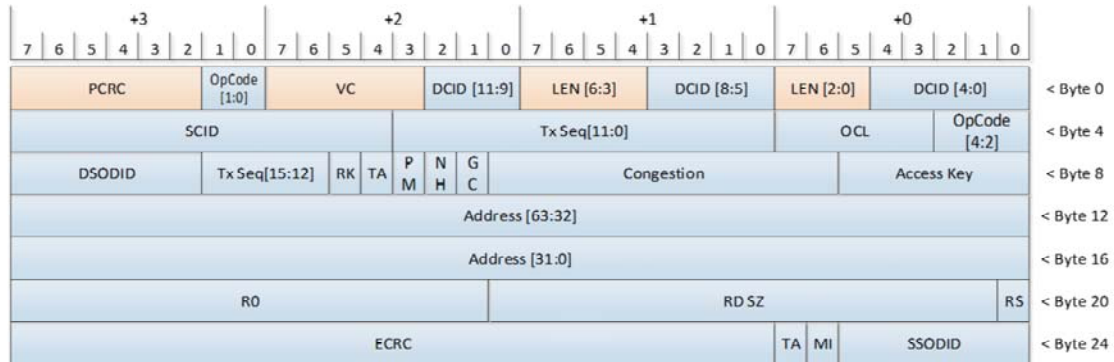 +3 +2 +1 +0
7 6 5 4 3 2 1 0 7 6 5 4 3 2 1 0 7 6 5 4 3 2 1 0 7 6 5 4 3 2 1 0
PCRC OpCode [1:0] VC DCID [11:9] LEN [6:3] DCID [8:5] LEN [2:0] DCID [4:0] < Byte 0
SCID Tx Seq[11:0] OCL OpCode [4:2] < Byte 4
DSODID Tx Seq[15:12] RK TA PM NH GC Congestion Access Key < Byte 8
Address [63:32] < Byte 12
Address [31:0] < Byte 16
R0 RD SZ RS < Byte 20
ECRC TA MI SSODID < Byte 24